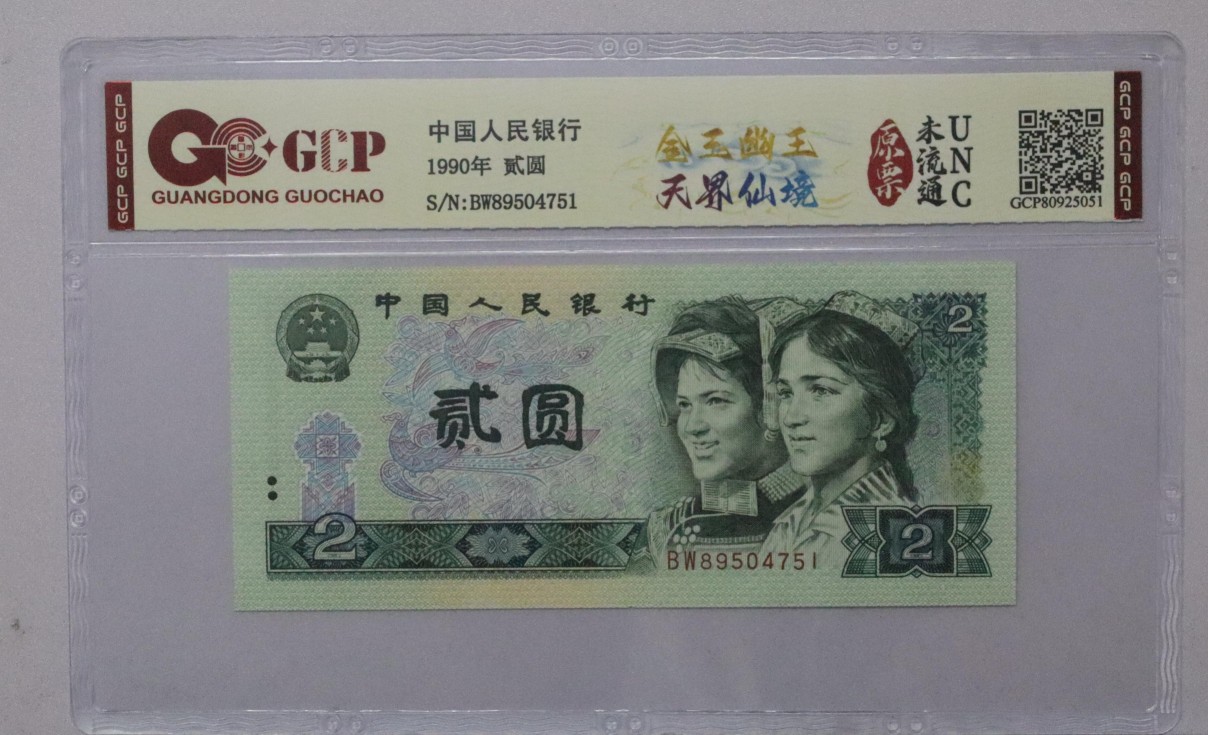 GCP GCP GCP
GCP
GUANGDONG GUOCHAO
中国人民银行
1990年 贰圆
S/N:BW89504751
金玉幽王
天界仙境
原票
未流通
UNC
GCP80925051
GCP GCP GCP
中国人民银行
2
贰圆
2
BW89504751
2